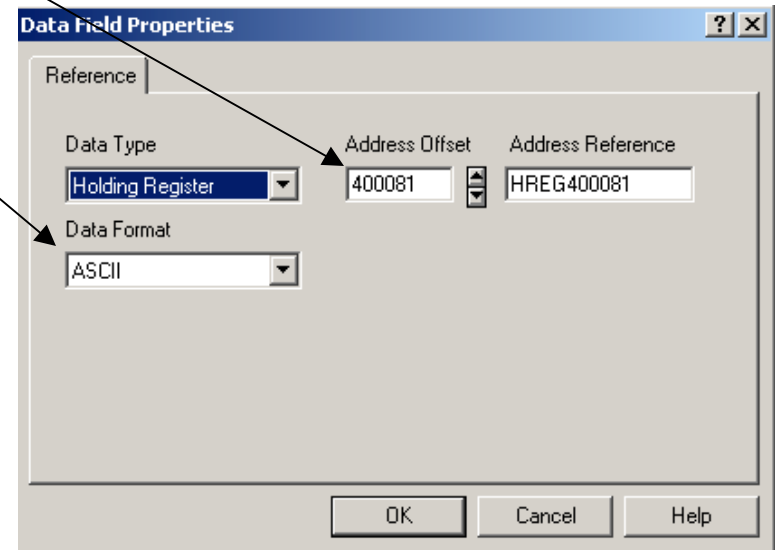 Data Field Properties
Reference
Data Type Address Offset Address Reference
Holding Register 400081 HREG400081
Data Format
ASCII
OK Cancel Help